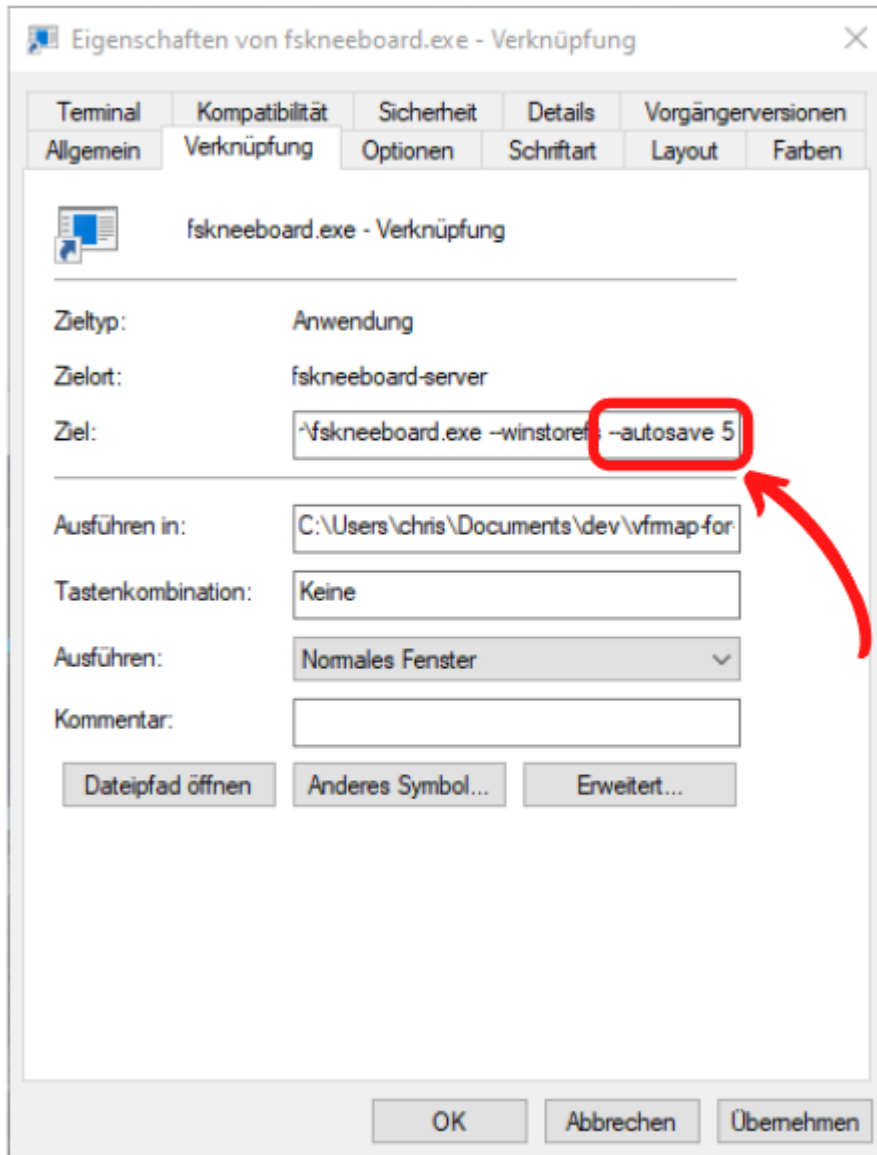 Eigenschaften von fskneeboard.exe - Verknüpfung
Terminal Kompatibilität Sicherheit Details Vorgängerversionen
Allgemein Verknüpfung Optionen Schriftart Layout Farben
fskneeboard.exe - Verknüpfung
Zieltyp: Anwendung
Zielort: fskneeboard-server
Ziel: \fskneeboard.exe --winstorefs --autosave 5
Ausführen in: C:\Users\chris\Documents\dev\vfrmap-for-
Tastenkombination: Keine
Ausführen: Normales Fenster
Kommentar:
Dateipfad öffnen Anderes Symbol... Erweitert...
OK Abbrechen Übernehmen